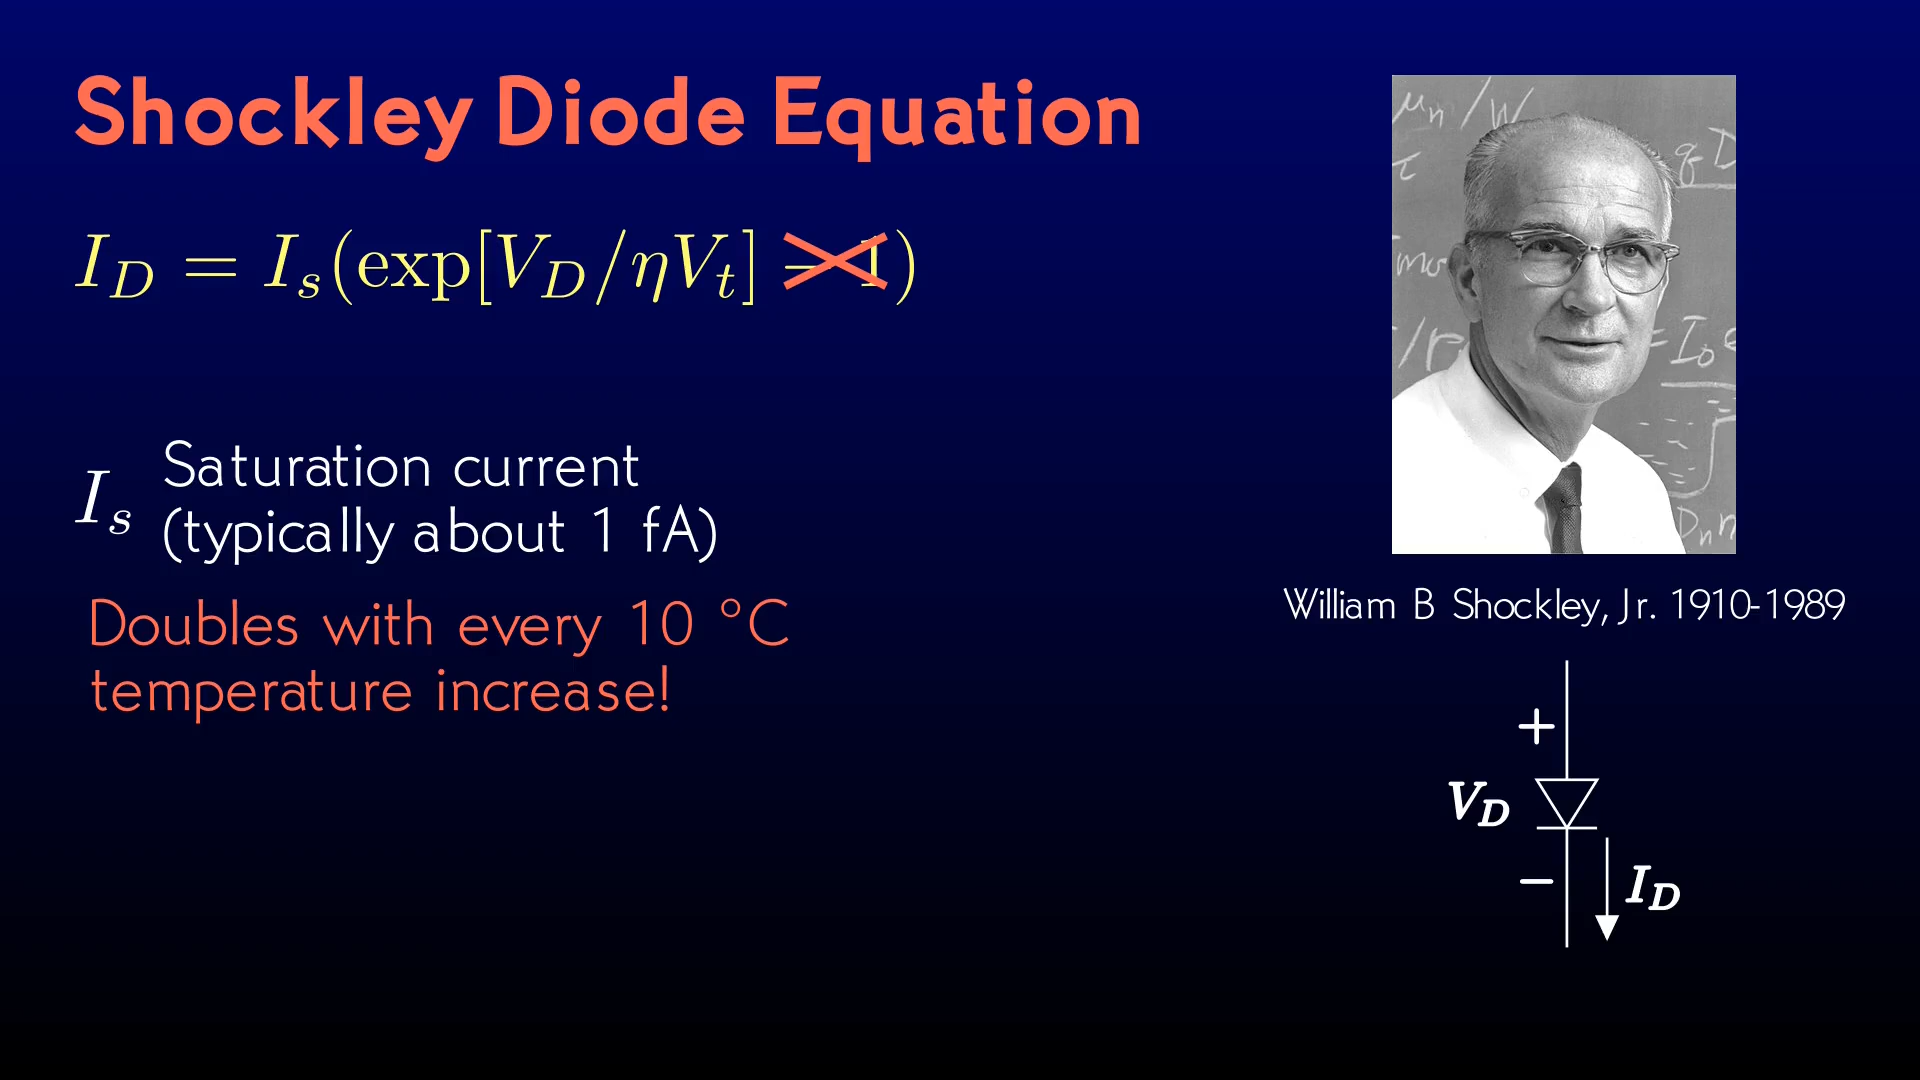 Shockley Diode Equation
I_D = I_s(exp[V_D/ηV_t] − 1)
I_s Saturation current
(typically about 1 fA)
Doubles with every 10 °C
temperature increase!
William B Shockley, Jr. 1910-1989
+
V_D
−
I_D